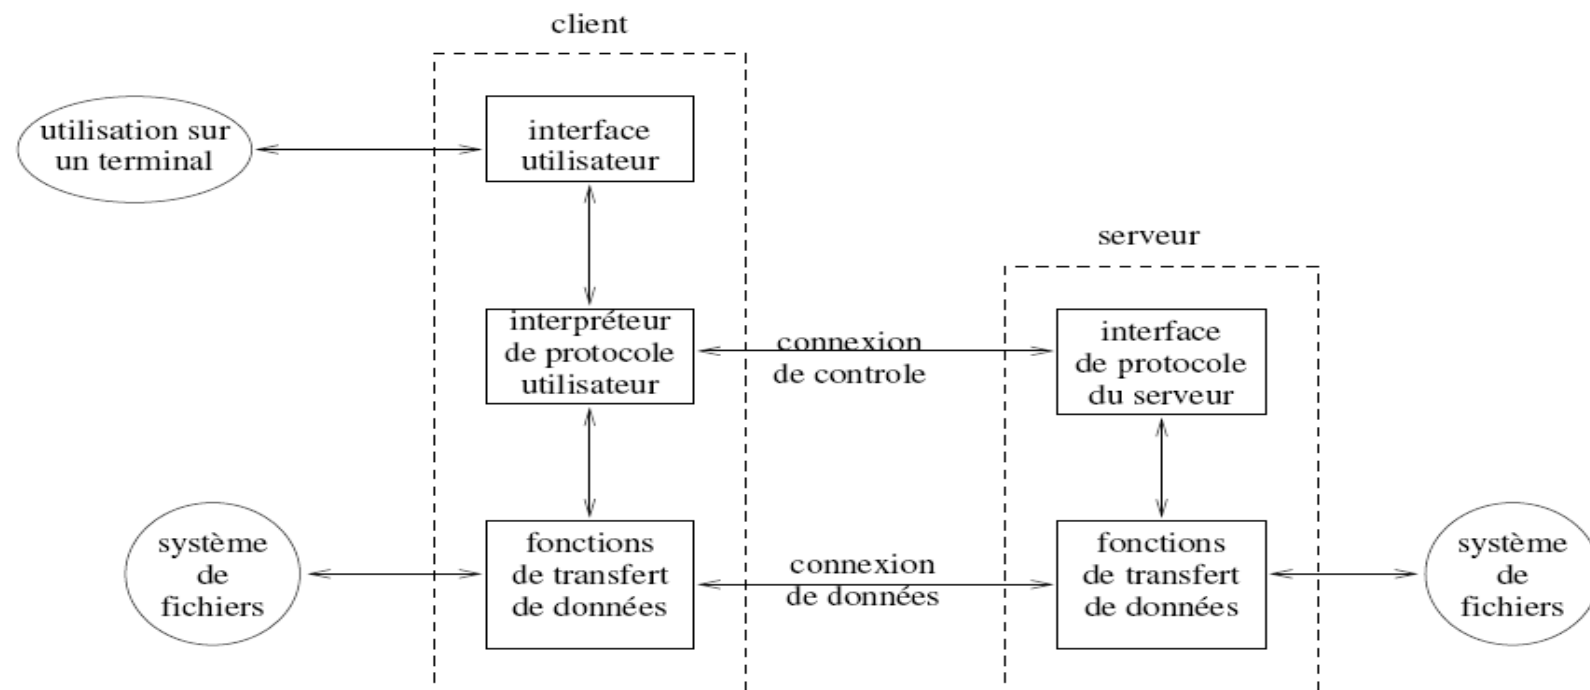 client
utilisation sur
un terminal
interface
utilisateur
serveur
interpréteur
de protocole
utilisateur
connexion
de controle
interface
de protocole
du serveur
système
de
fichiers
fonctions
de transfert
de données
connexion
de données
fonctions
de transfert
de données
système
de
fichiers